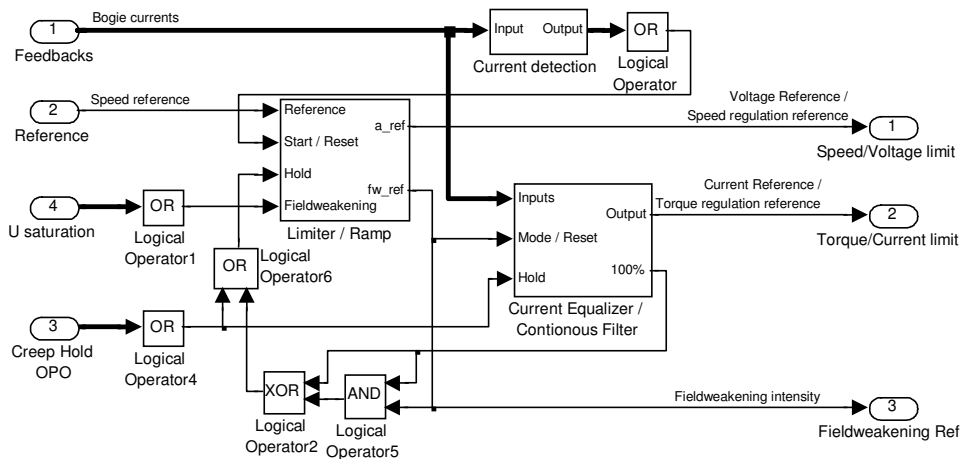 1
Feedbacks
Bogie currents
Input
Output
Current detection
OR
Logical
Operator
2
Reference
Speed reference
Reference
Start / Reset
Hold
Fieldweakening
a_ref
fw_ref
Limiter / Ramp
Voltage Reference /
Speed regulation reference
1
Speed/Voltage limit
4
U saturation
OR
Logical
Operator1
OR
Logical
Operator6
Inputs
Mode / Reset
Hold
Output
100%
Current Equalizer /
Contionous Filter
Current Reference /
Torque regulation reference
2
Torque/Current limit
3
Creep Hold
OPO
OR
Logical
Operator4
XOR
Logical
Operator2
AND
Logical
Operator5
Fieldweakening intensity
3
Fieldweakening Ref